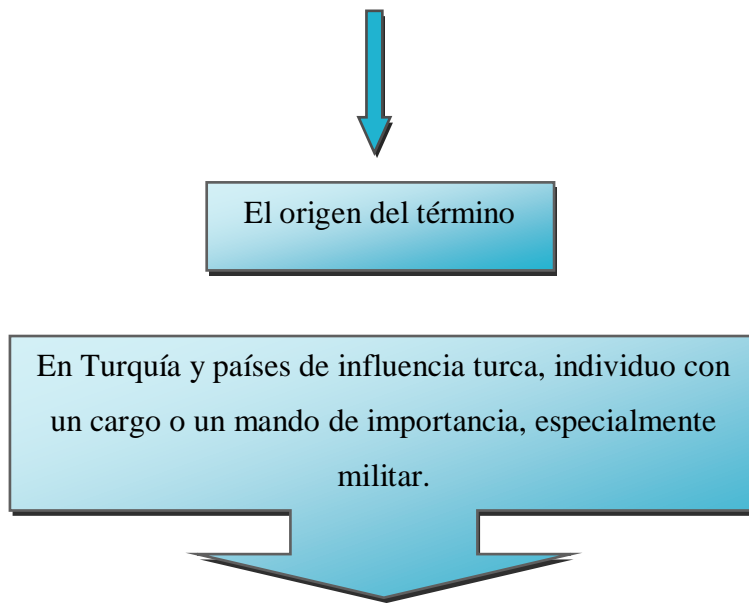 El origen del término
En Turquía y países de influencia turca, individuo con
un cargo o un mando de importancia, especialmente
militar.